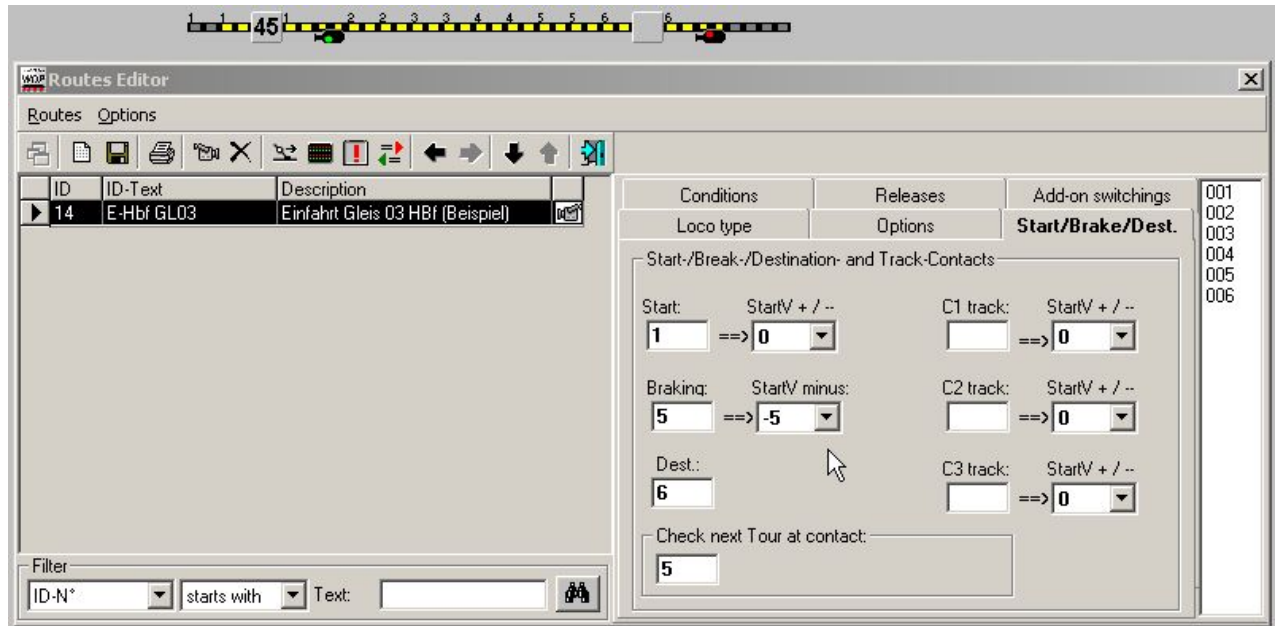 1 1 45 1 2 2 3 3 4 4 5 5 6 6
Routes Editor
Routes Options
ID ID-Text Description
14 E-Hbf GL03 Einfahrt Gleis 03 HBf (Beispiel)
Filter
ID-N° starts with Text:
Conditions Releases Add-on switchings
Loco type Options Start/Brake/Dest.
Start-/Break-/Destination- and Track-Contacts
Start: StartV + / -- C1 track: StartV + / --
1 ==> 0 ==> 0
Braking: StartV minus: C2 track: StartV + / --
5 ==> -5 ==> 0
Dest.: C3 track: StartV + / --
6 ==> 0
Check next Tour at contact:
5
001
002
003
004
005
006